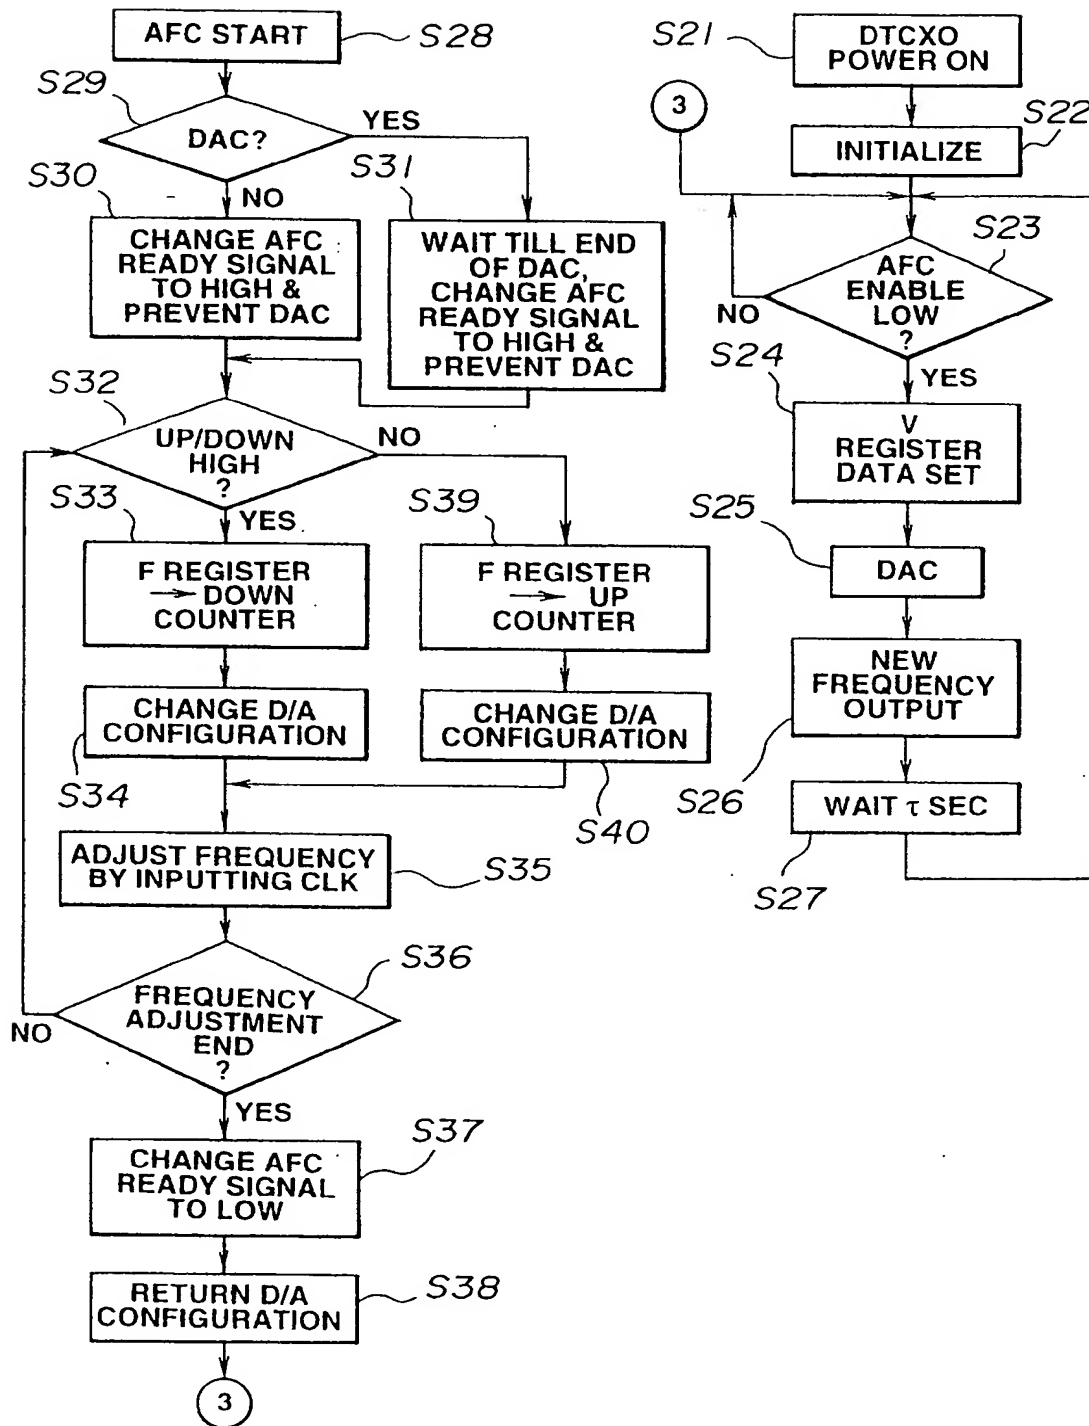 AFC START
S28
S29
DAC?
YES
NO
S30
CHANGE AFC
READY SIGNAL
TO HIGH &
PREVENT DAC
S31
WAIT TILL END
OF DAC,
CHANGE AFC
READY SIGNAL
TO HIGH &
PREVENT DAC
S32
UP/DOWN
HIGH
?
NO
YES
S33
F REGISTER
→ DOWN
COUNTER
S39
F REGISTER
→ UP
COUNTER
CHANGE D/A
CONFIGURATION
S34
CHANGE D/A
CONFIGURATION
S40
ADJUST FREQUENCY
BY INPUTTING CLK
S35
S36
FREQUENCY
ADJUSTMENT
END
?
NO
YES
CHANGE AFC
READY SIGNAL
TO LOW
S37
RETURN D/A
CONFIGURATION
S38
3
S21
DTCXO
POWER ON
3
S22
INITIALIZE
S23
AFC
ENABLE
LOW
?
NO
YES
S24
V
REGISTER
DATA SET
S25
DAC
NEW
FREQUENCY
OUTPUT
S26
WAIT τ SEC
S27